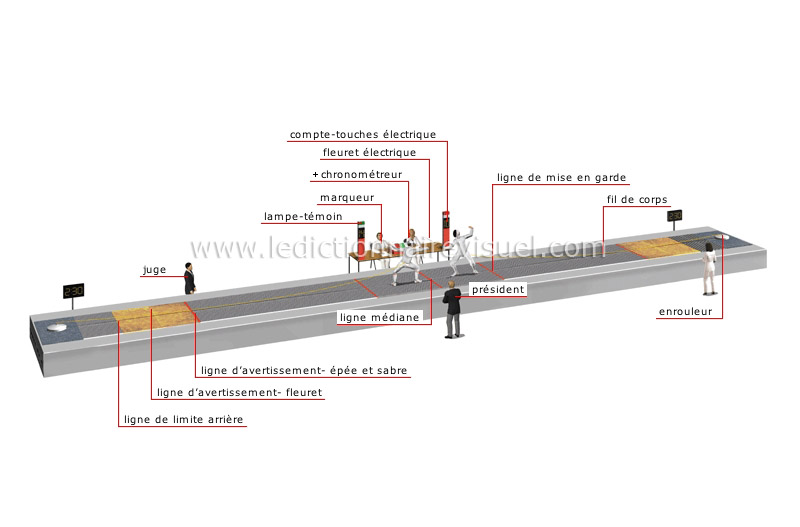 compte-touches électrique
fleuret électrique
+chronométreur
ligne de mise en garde
marqueur
fil de corps
lampe-témoin
2:30
www.ledictionnairevisuel.com
juge
président
2:30
ligne médiane
enrouleur
ligne d'avertissement- épée et sabre
ligne d'avertissement- fleuret
ligne de limite arrière